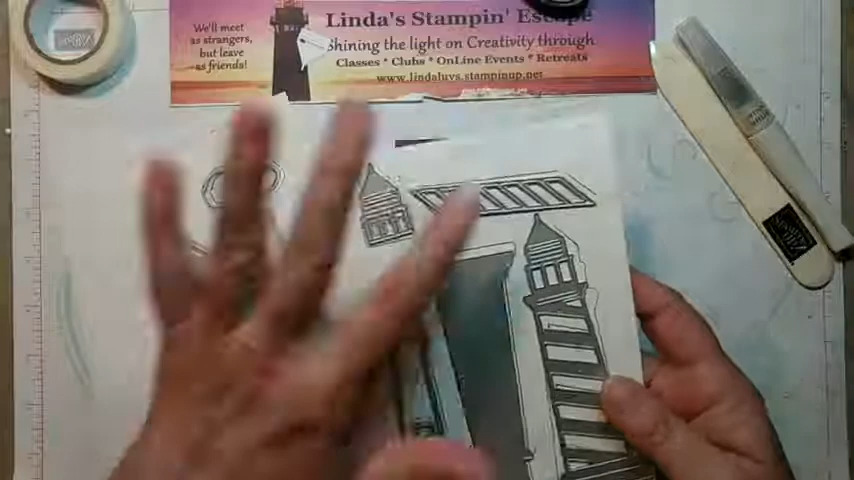 Linda's Stampin' Escape
We'll meet
as strangers,
but leave
as Friends!
Shining the light on Creativity through
Classes * Clubs * OnLine Events * Retreats
www.lindaluvs.stampinup.net